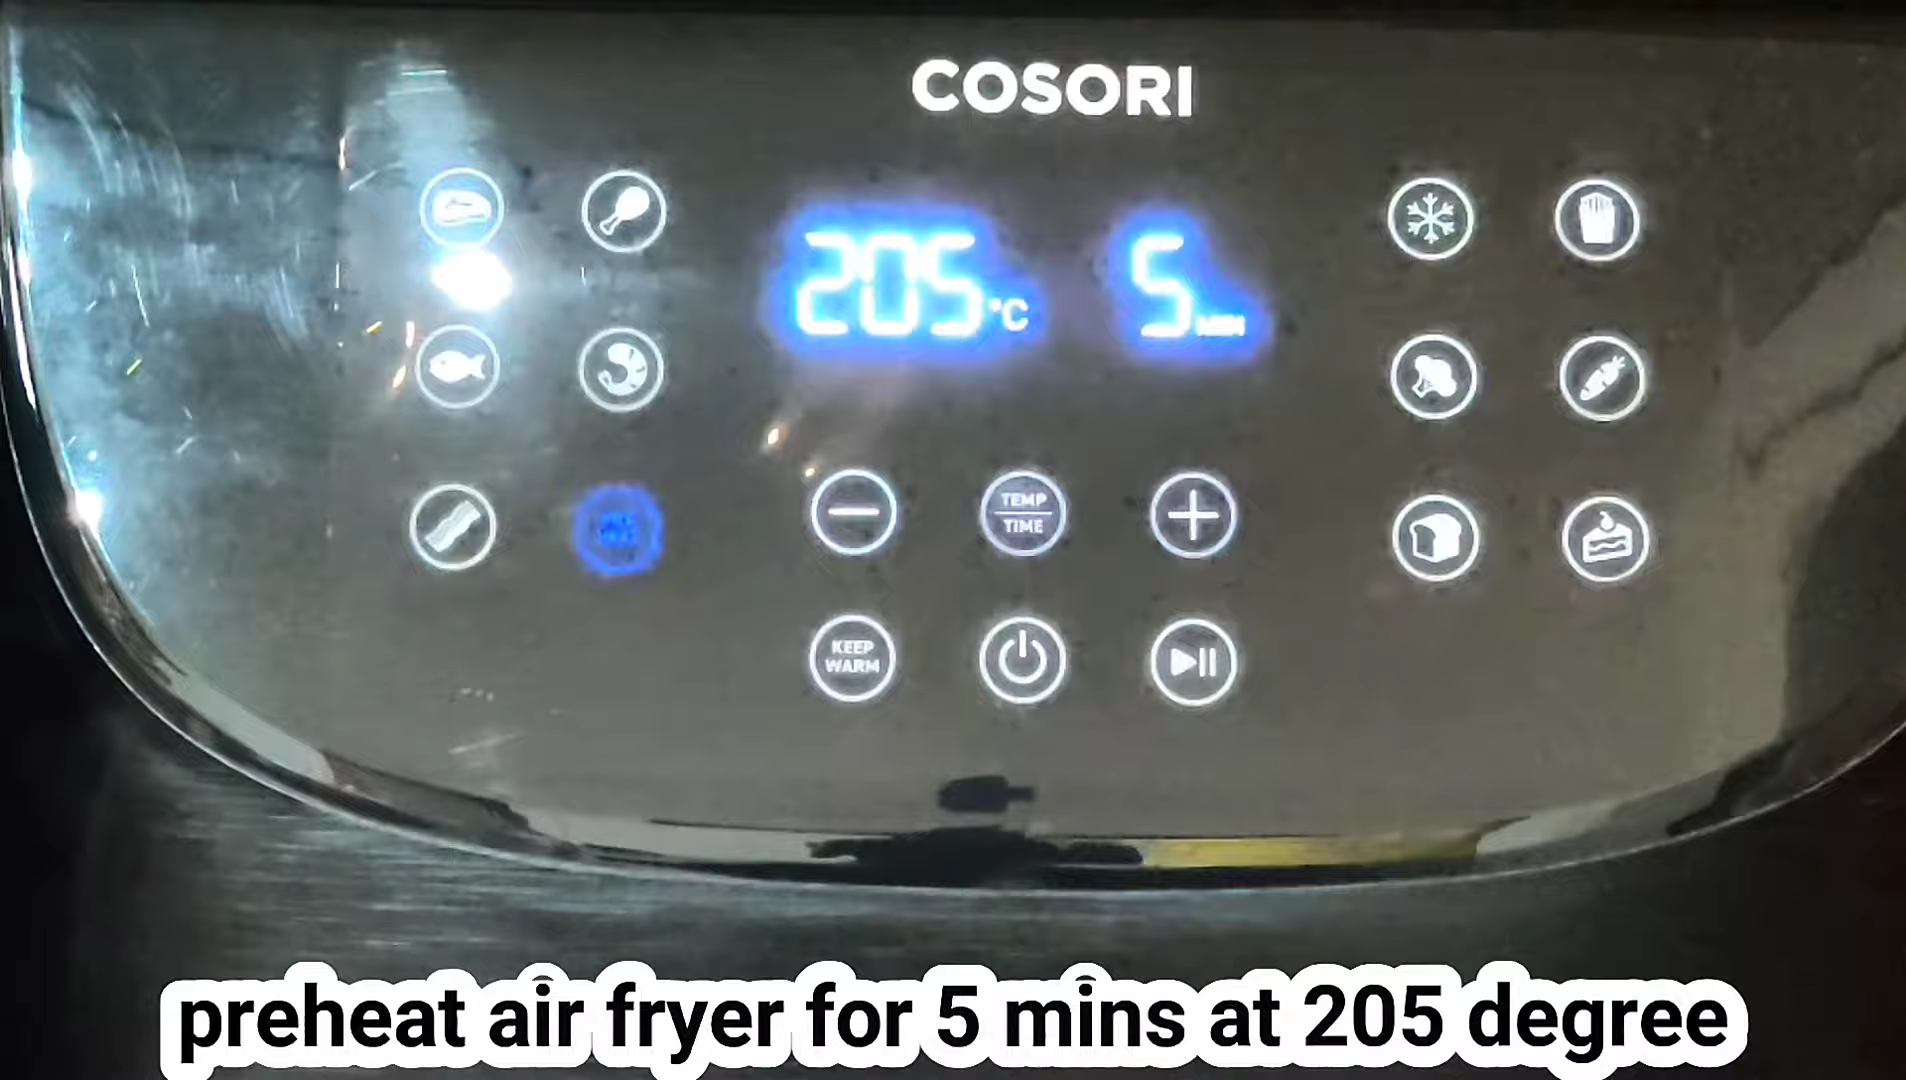 COSORI
205 °C 5 MIN
TEMP
TIME
KEEP
WARM
preheat air fryer for 5 mins at 205 degree